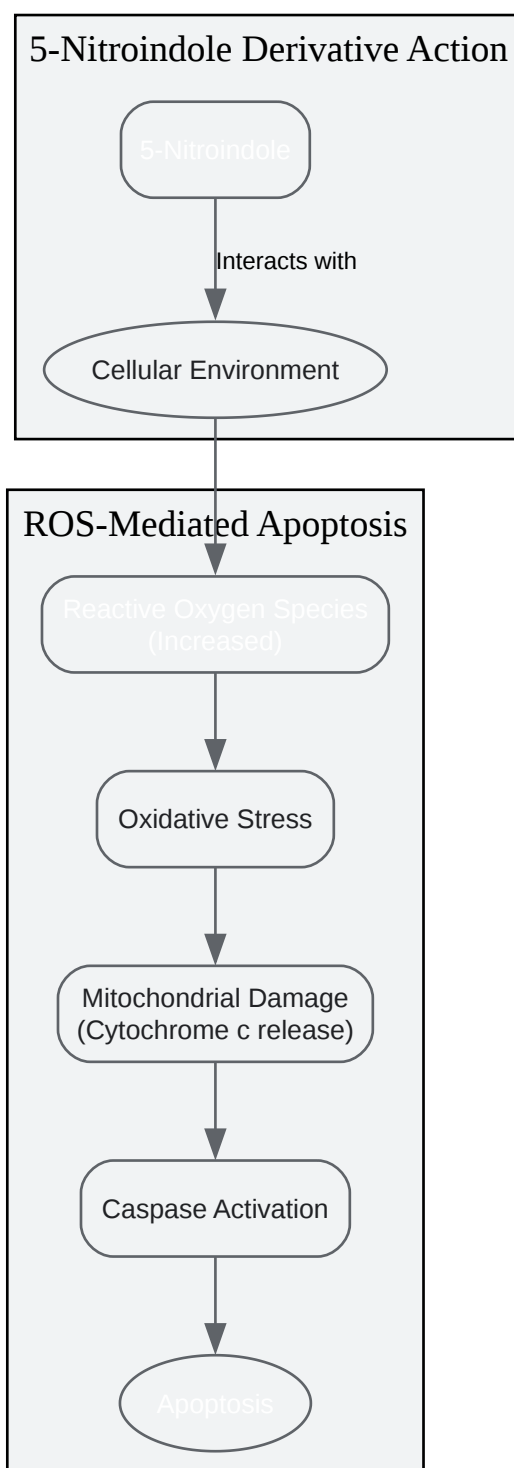 5-Nitroindole Derivative Action
5-Nitroindole
Interacts with
Cellular Environment
ROS-Mediated Apoptosis
Reactive Oxygen Species
(Increased)
Oxidative Stress
Mitochondrial Damage
(Cytochrome c release)
Caspase Activation
Apoptosis